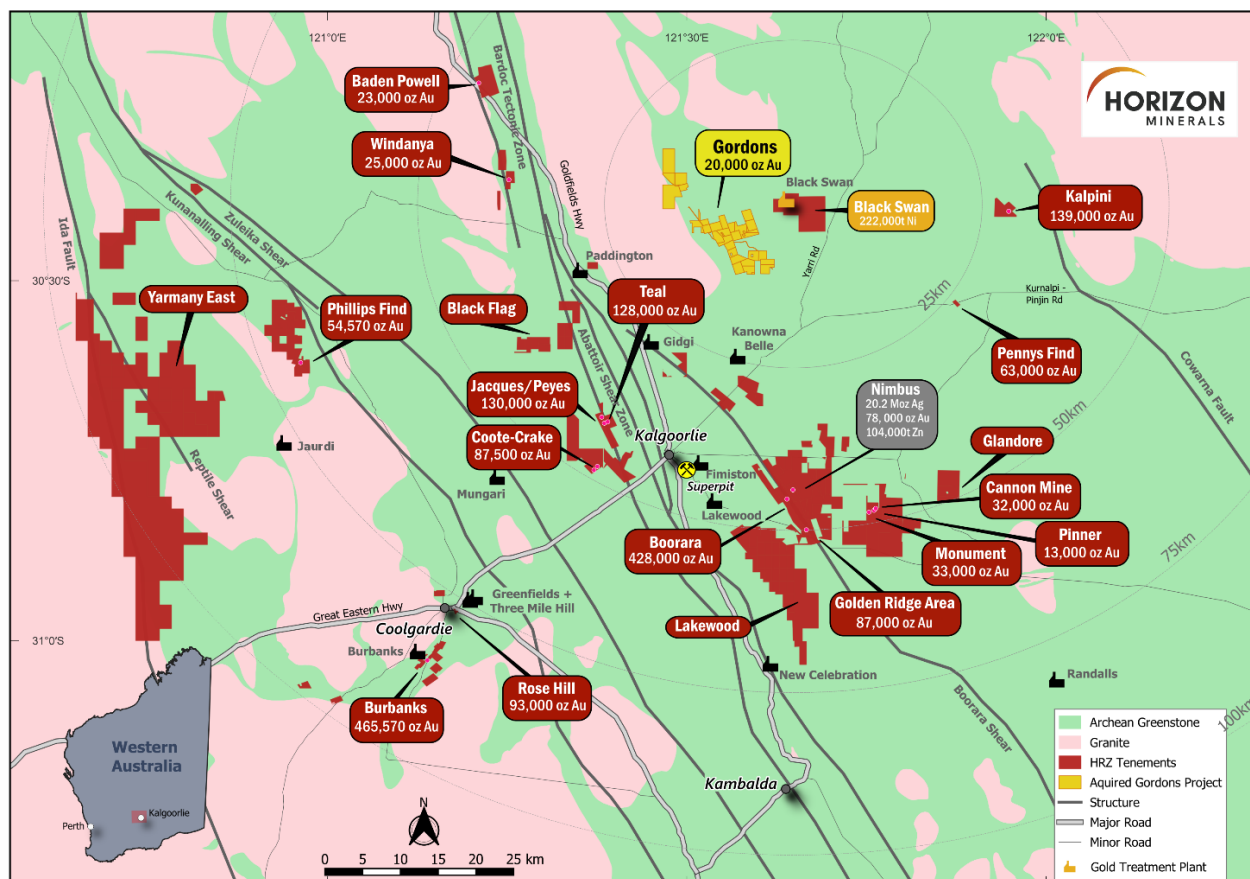 121°0'E
121°30'E
122°0'E
30°30'S
31°0'S
HORIZON
MINERALS
Baden Powell
23,000 oz Au
Bardoc Tectonic Zone
Windanya
25,000 oz Au
Goldfields Hwy
Gordons
20,000 oz Au
Black Swan
Black Swan
222,000t Ni
Kalpini
139,000 oz Au
Yarri Rd
Ida Fault
Kunanalling Shear
Zuleika Shear
Paddington
Yarmany East
Phillips Find
54,570 oz Au
Black Flag
Teal
128,000 oz Au
25km
Kurnalpi -
Pinjin Rd
Abattoir Shear Zone
Gidgi
Kanowna
Belle
Pennys Find
63,000 oz Au
Cowarna Fault
Jacques/Peyes
130,000 oz Au
Nimbus
20.2 Moz Ag
78,000 oz Au
104,000t Zn
50km
Coote-Crake
87,500 oz Au
Kalgoorlie
Glandore
Jaurdi
Reptile Shear
Mungari
Fimiston
Superpit
Cannon Mine
32,000 oz Au
Lakewood
Pinner
13,000 oz Au
Boorara
428,000 oz Au
Monument
33,000 oz Au
75km
Greenfields +
Three Mile Hill
Golden Ridge Area
87,000 oz Au
Great Eastern Hwy
Coolgardie
Lakewood
Burbanks
New Celebration
Randalls
Rose Hill
93,000 oz Au
Burbanks
465,570 oz Au
Boorara Shear
100km
Kambalda
Western
Australia
Kalgoorlie
Perth
N
0 5 10 15 20 25 km
Archean Greenstone
Granite
HRZ Tenements
Aquired Gordons Project
Structure
Major Road
Minor Road
Gold Treatment Plant